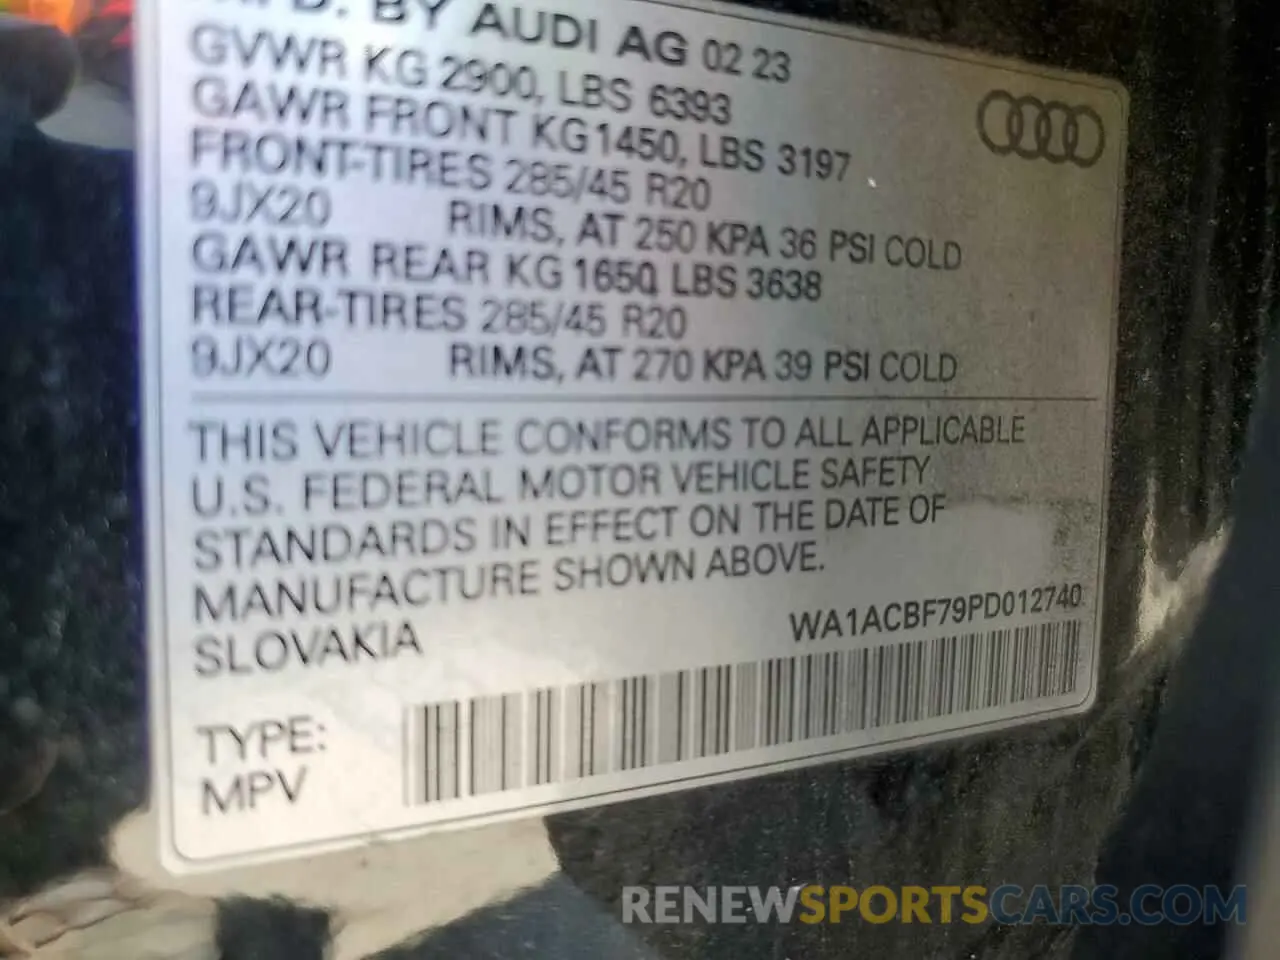 MFD. BY AUDI AG 02 23
GVWR KG 2900, LBS 6393
GAWR FRONT KG 1450, LBS 3197
FRONT-TIRES 285/45 R20
9JX20 RIMS, AT 250 KPA 36 PSI COLD
GAWR REAR KG 1650, LBS 3638
REAR-TIRES 285/45 R20
9JX20 RIMS, AT 270 KPA 39 PSI COLD
THIS VEHICLE CONFORMS TO ALL APPLICABLE
U.S. FEDERAL MOTOR VEHICLE SAFETY
STANDARDS IN EFFECT ON THE DATE OF
MANUFACTURE SHOWN ABOVE.
SLOVAKIA
WA1ACBF79PD012740
TYPE:
MPV
RENEWSPORTSCARS.COM